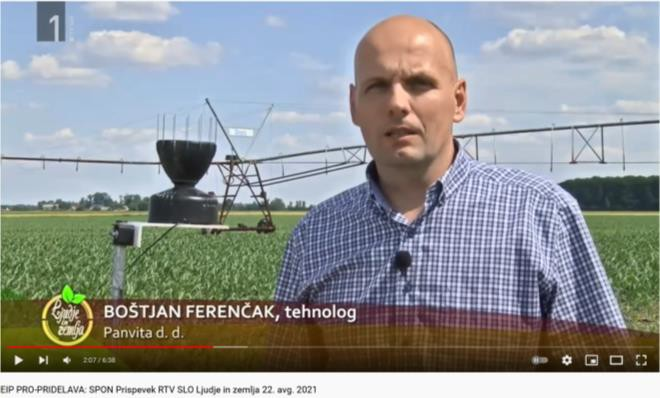 1
Ljudje
in
zemlja
BOŠTJAN FERENČAK, tehnolog
Panvita d. d.
2:07 / 6:38
EIP PRO-PRIDELAVA: SPON Prispevek RTV SLO Ljudje in zemlja 22. avg. 2021